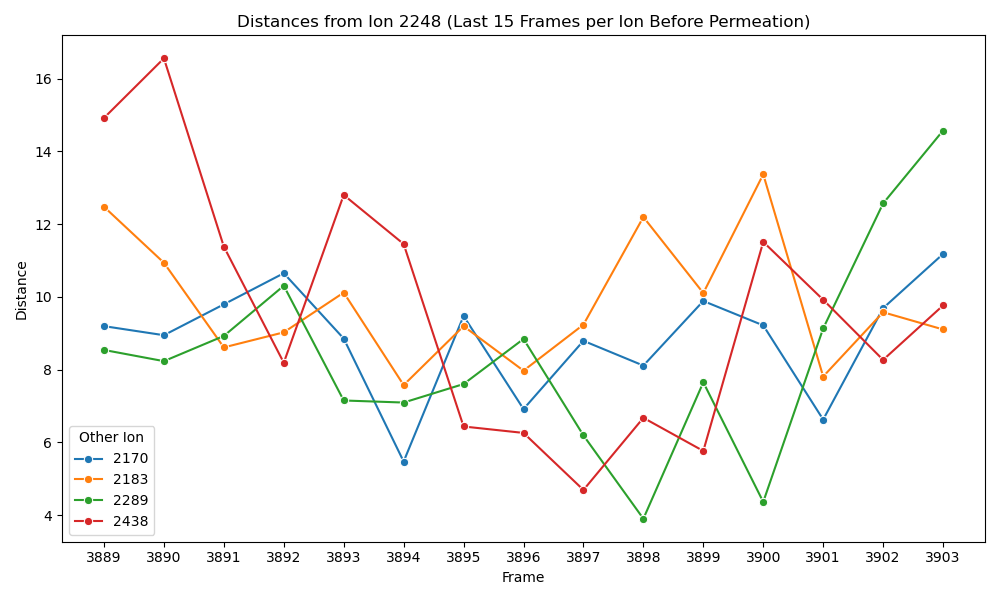 Distances from Ion 2248 (Last 15 Frames per Ion Before Permeation)
Distance
16
14
12
10
8
6
4
Other Ion
2170
2183
2289
2438
3889 3890 3891 3892 3893 3894 3895 3896 3897 3898 3899 3900 3901 3902 3903
Frame